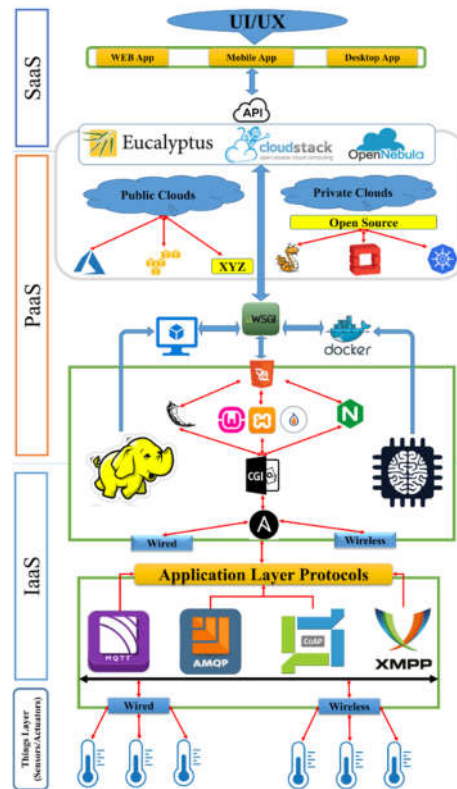 UI/UX
SaaS
WEB App
Mobile App
Desktop App
API
Eucalyptus
cloudstack
open source cloud computing
OpenNebula
PaaS
Public Clouds
Private Clouds
Open Source
XYZ
WSGI
docker
CGI
IaaS
Wired
Wireless
Application Layer Protocols
MQTT
AMQP
CoAP
XMPP
Things Layer
(Sensors/Actuators)
Wired
Wireless